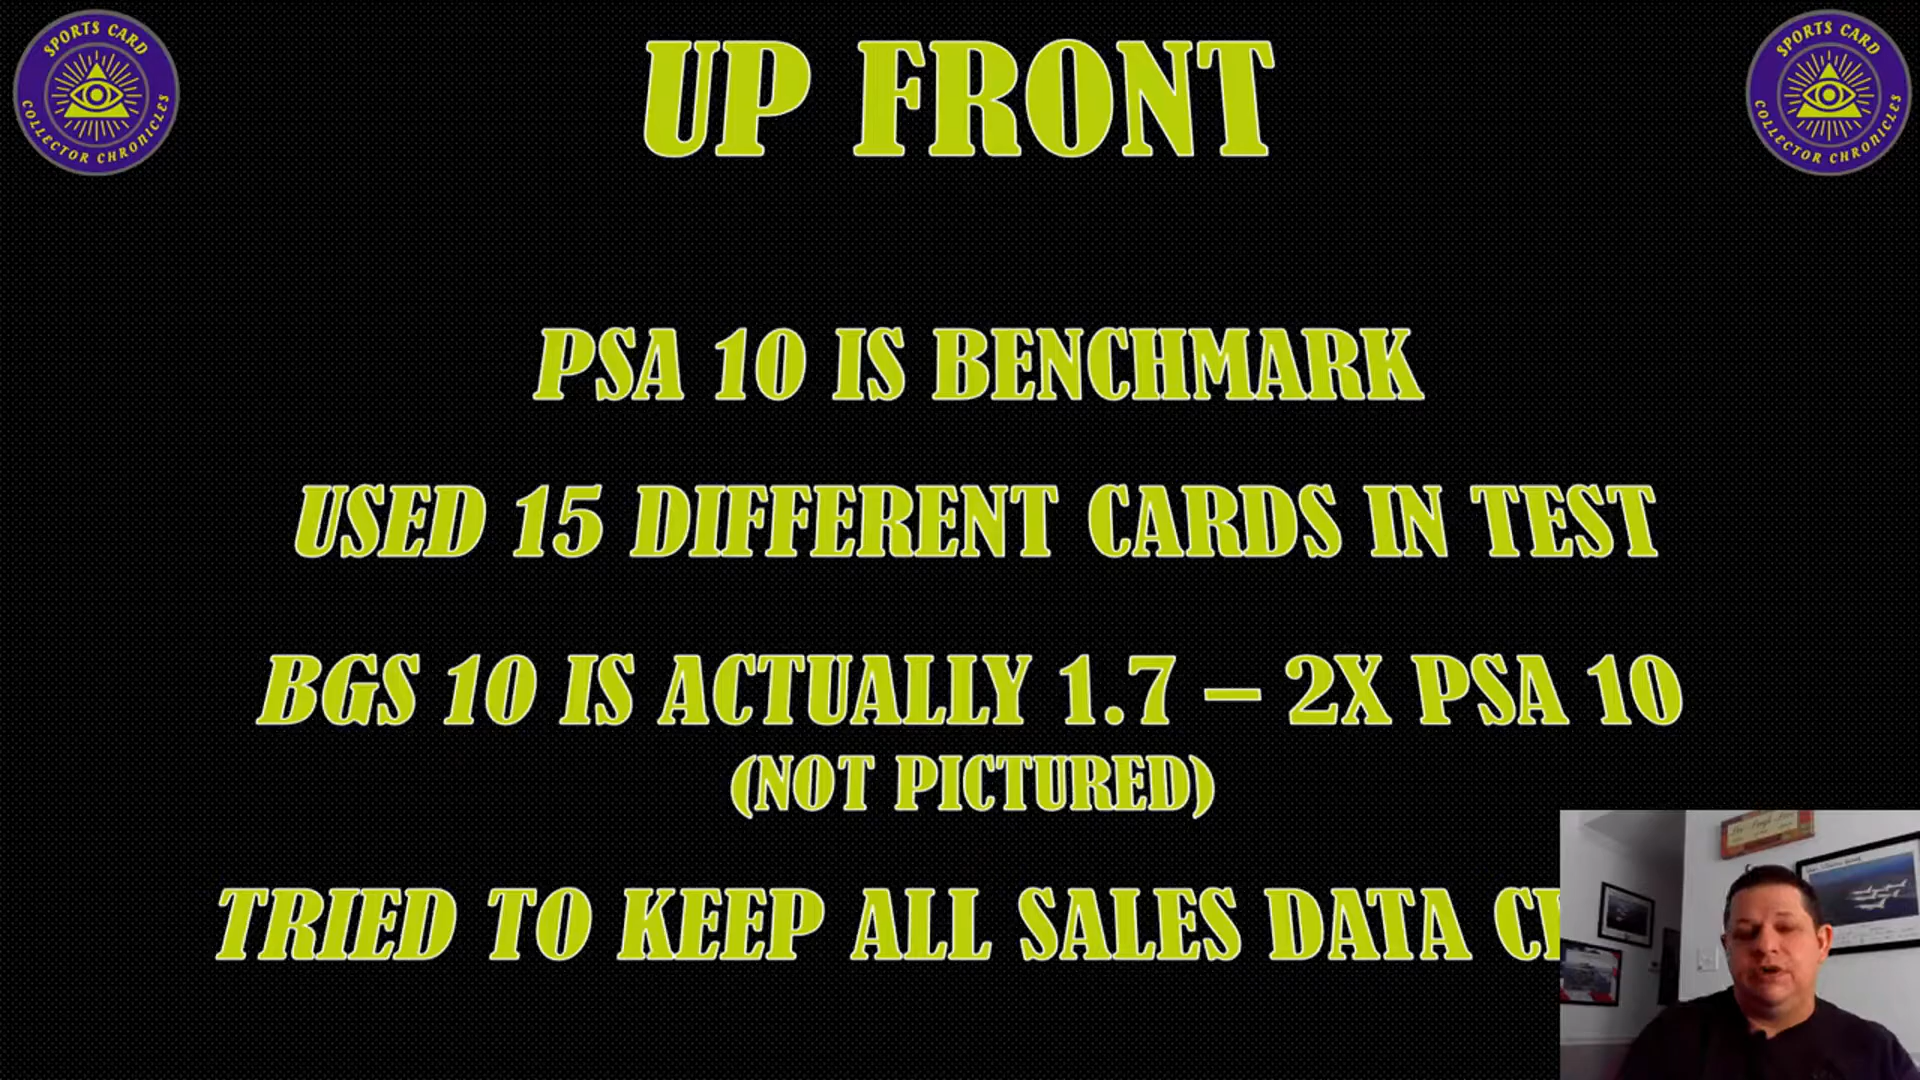 SPORTS CARD
COLLECTOR CHRONICLES
UP FRONT
SPORTS CARD
COLLECTOR CHRONICLES
PSA 10 IS BENCHMARK
USED 15 DIFFERENT CARDS IN TEST
BGS 10 IS ACTUALLY 1.7 – 2X PSA 10
(NOT PICTURED)
TRIED TO KEEP ALL SALES DATA